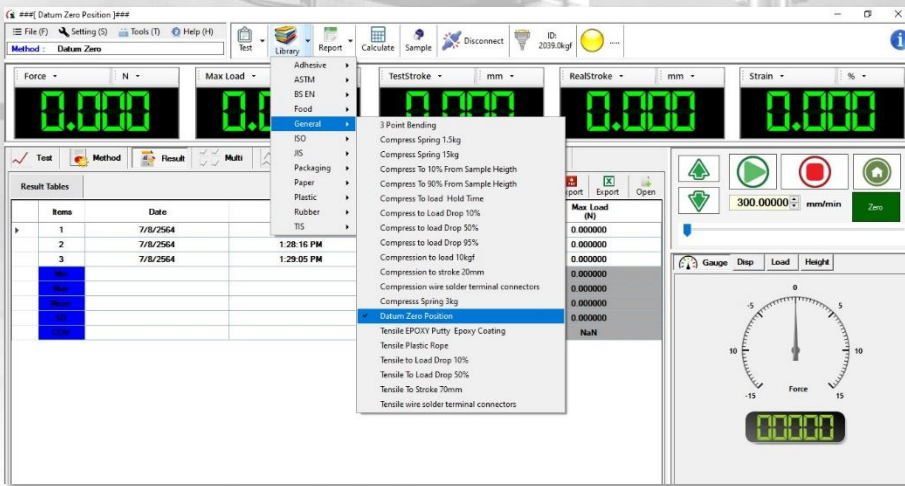 ###[ Datum Zero Position ]###
File (F) Setting (S) Tools (T) Help (H)
Method : Datum Zero
Test Library Report Calculate Sample Disconnect ID: 2039.0kgf ....
Force N Max Load TestStroke mm RealStroke mm Strain %
0.000 0.000 0.000
Adhesive
ASTM
BS EN
Food
General
ISO
JIS
Packaging
Paper
Plastic
Rubber
TIS
3 Point Bending
Compress Spring 1.5kg
Compress Spring 15kg
Compress To 10% From Sample Heigth
Compress To 90% From Sample Heigth
Compress To load Hold Time
Compress to Load Drop 10%
Compress to load Drop 50%
Compress to load Drop 95%
Compression to load 10kgf
Compression to stroke 20mm
Compression wire solder terminal connectors
Compresss Spring 3kg
Datum Zero Position
Tensile EPOXY Putty Epoxy Coating
Tensile Plastic Rope
Tensile to Load Drop 10%
Tensile To Load Drop 50%
Tensile To Stroke 70mm
Tensile wire solder terminal connectors
Test Method Result Multi
Result Tables Export Open
Items Date Max Load (N)
1 7/8/2564 0.000000
2 7/8/2564 1:28:16 PM 0.000000
3 7/8/2564 1:29:05 PM 0.000000
0.000000
0.000000
0.000000
0.000000
NaN
300.00000 mm/min Zero
Gauge Disp Load Height
0
-5 5
10 10
-15 Force 15
00000